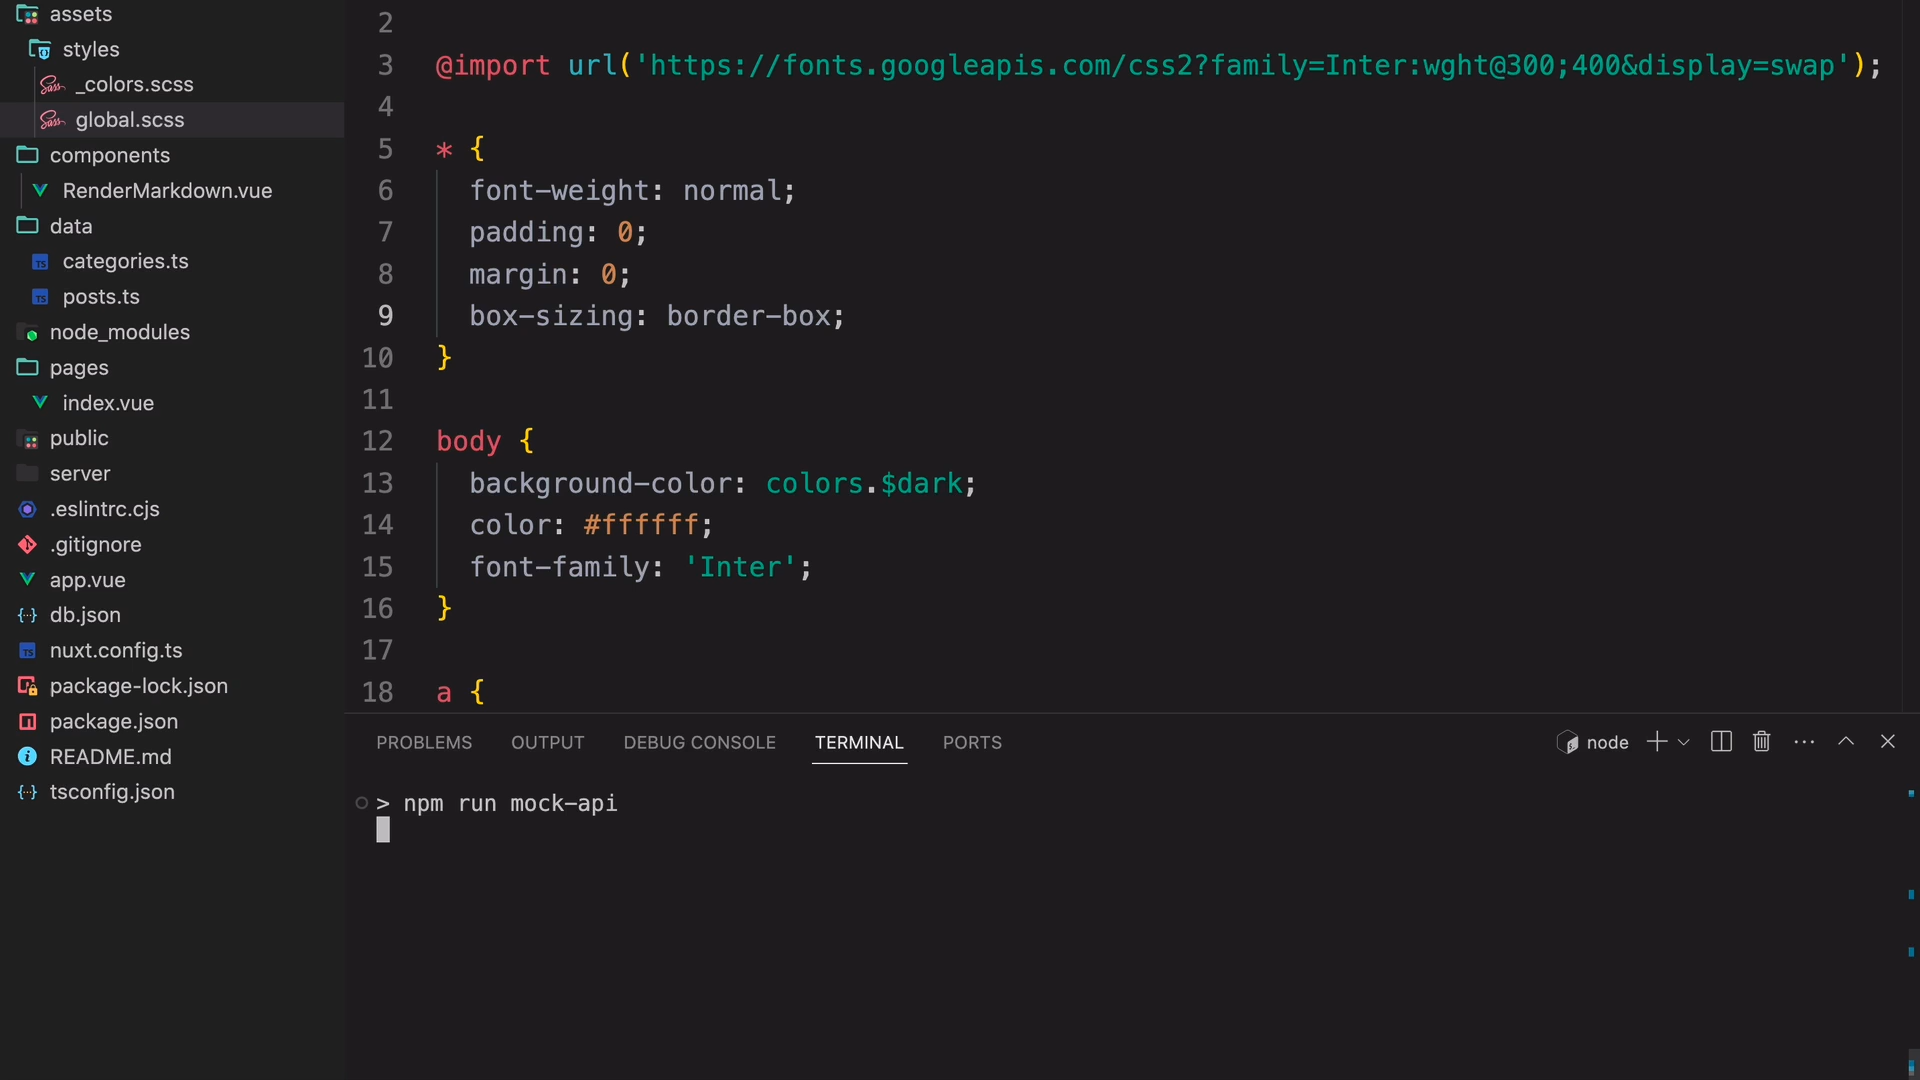 assets
styles
_colors.scss
global.scss
components
RenderMarkdown.vue
data
categories.ts
posts.ts
node_modules
pages
index.vue
public
server
.eslintrc.cjs
.gitignore
app.vue
db.json
nuxt.config.ts
package-lock.json
package.json
README.md
tsconfig.json
2
3 @import url('https://fonts.googleapis.com/css2?family=Inter:wght@300;400&display=swap');
4
5 * {
6 font-weight: normal;
7 padding: 0;
8 margin: 0;
9 box-sizing: border-box;
10 }
11
12 body {
13 background-color: colors.$dark;
14 color: #ffffff;
15 font-family: 'Inter';
16 }
17
18 a {
PROBLEMS OUTPUT DEBUG CONSOLE TERMINAL PORTS node
> npm run mock-api